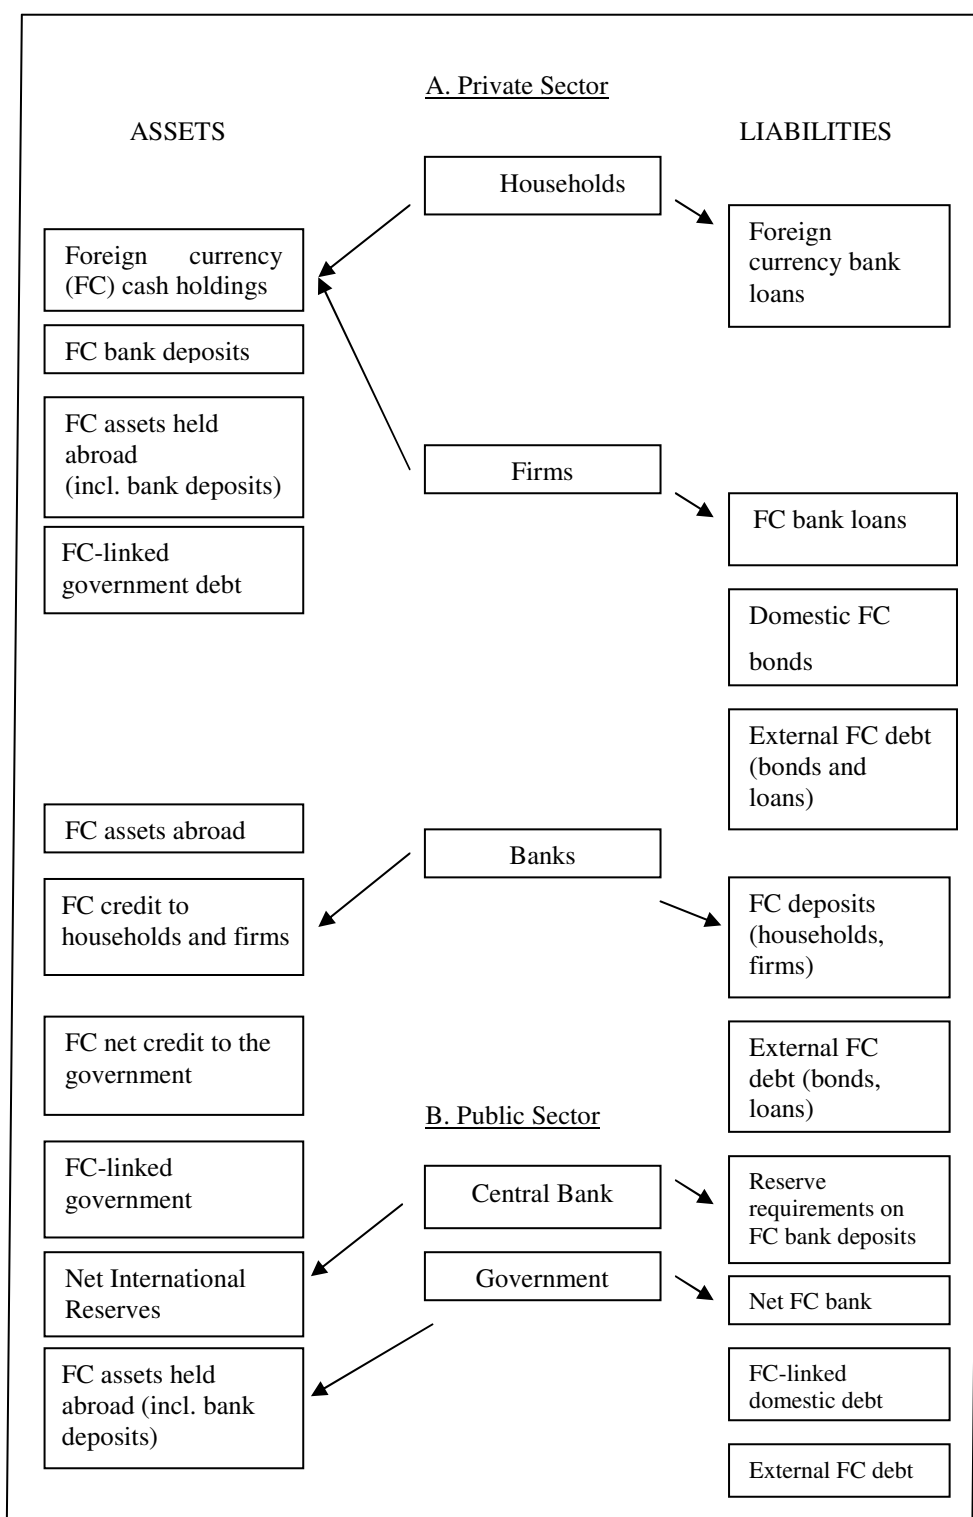 A. Private Sector
ASSETS
LIABILITIES
Households
Foreign currency
(FC) cash holdings
Foreign
currency bank
loans
FC bank deposits
FC assets held
abroad
(incl. bank deposits)
Firms
FC bank loans
FC-linked
government debt
Domestic FC
bonds
External FC debt
(bonds and
loans)
FC assets abroad
Banks
FC credit to
households and firms
FC deposits
(households,
firms)
FC net credit to the
government
External FC
debt (bonds,
loans)
B. Public Sector
FC-linked
government
Central Bank
Reserve
requirements on
FC bank deposits
Net International
Reserves
Government
Net FC bank
FC assets held
abroad (incl. bank
deposits)
FC-linked
domestic debt
External FC debt